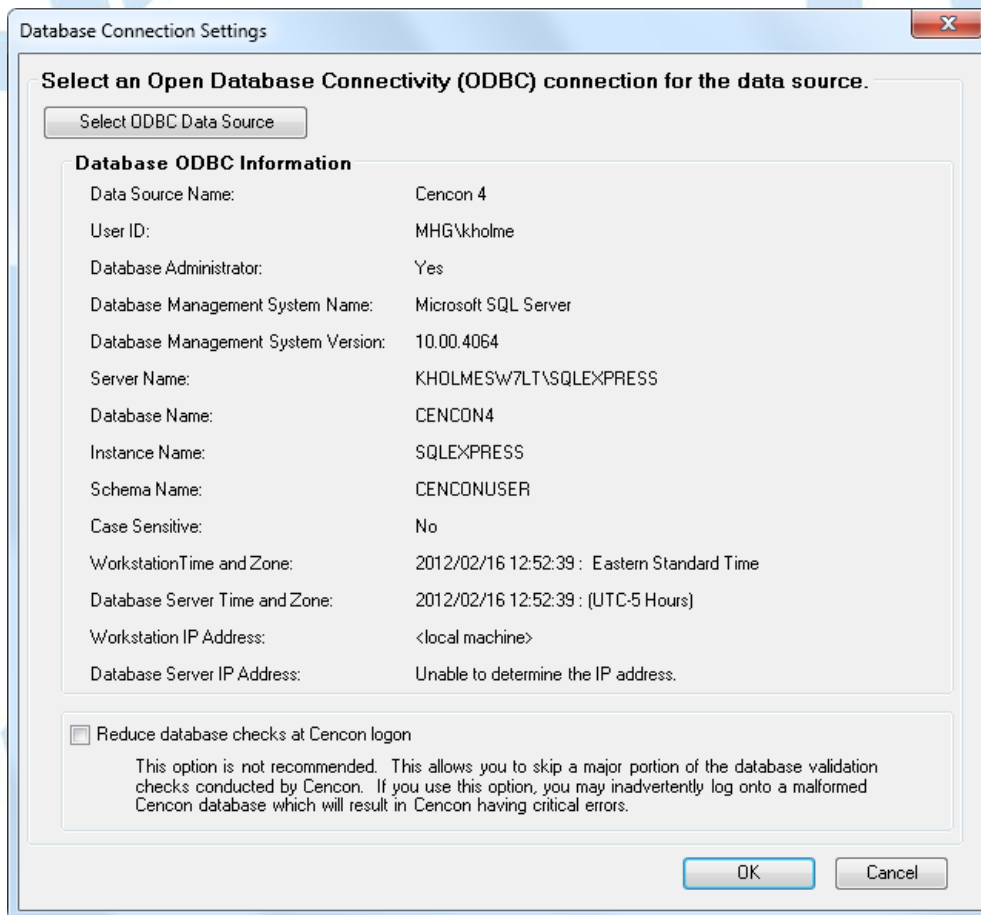 Database Connection Settings
Select an Open Database Connectivity (ODBC) connection for the data source.
Select ODBC Data Source
Database ODBC Information
Data Source Name: Cencon 4
User ID: MHG\kholme
Database Administrator: Yes
Database Management System Name: Microsoft SQL Server
Database Management System Version: 10.00.4064
Server Name: KHOLMESW7LT\SQLEXPRESS
Database Name: CENCON4
Instance Name: SQLEXPRESS
Schema Name: CENCONUSER
Case Sensitive: No
WorkstationTime and Zone: 2012/02/16 12:52:39 : Eastern Standard Time
Database Server Time and Zone: 2012/02/16 12:52:39 : (UTC-5 Hours)
Workstation IP Address: <local machine>
Database Server IP Address: Unable to determine the IP address.
Reduce database checks at Cencon logon
This option is not recommended. This allows you to skip a major portion of the database validation
checks conducted by Cencon. If you use this option, you may inadvertently log onto a malformed
Cencon database which will result in Cencon having critical errors.
OK Cancel